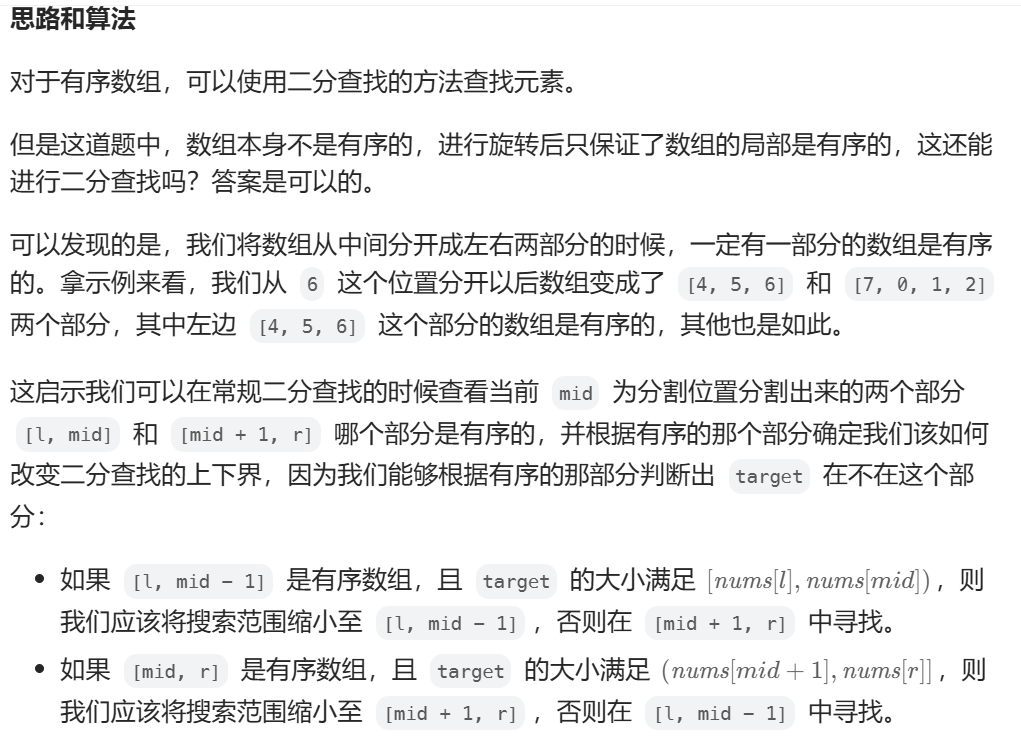 思路和算法
对于有序数组，可以使用二分查找的方法查找元素。
但是这道题中，数组本身不是有序的，进行旋转后只保证了数组的局部是有序的，这还能
进行二分查找吗？答案是可以的。
可以发现的是，我们将数组从中间分开成左右两部分的时候，一定有一部分的数组是有序
的。拿示例来看，我们从 6 这个位置分开以后数组变成了 [4, 5, 6] 和 [7, 0, 1, 2]
两个部分，其中左边 [4, 5, 6] 这个部分的数组是有序的，其他也是如此。
这启示我们可以在常规二分查找的时候查看当前 mid 为分割位置分割出来的两个部分
[l, mid] 和 [mid + 1, r] 哪个部分是有序的，并根据有序的那个部分确定我们该如何
改变二分查找的上下界，因为我们能够根据有序的那部分判断出 target 在不在这个部
分：
• 如果 [l, mid - 1] 是有序数组，且 target 的大小满足 [nums[l], nums[mid])，则
我们应该将搜索范围缩小至 [l, mid - 1] ，否则在 [mid + 1, r] 中寻找。
• 如果 [mid, r] 是有序数组，且 target 的大小满足 (nums[mid + 1], nums[r]]，则
我们应该将搜索范围缩小至 [mid + 1, r] ，否则在 [l, mid - 1] 中寻找。